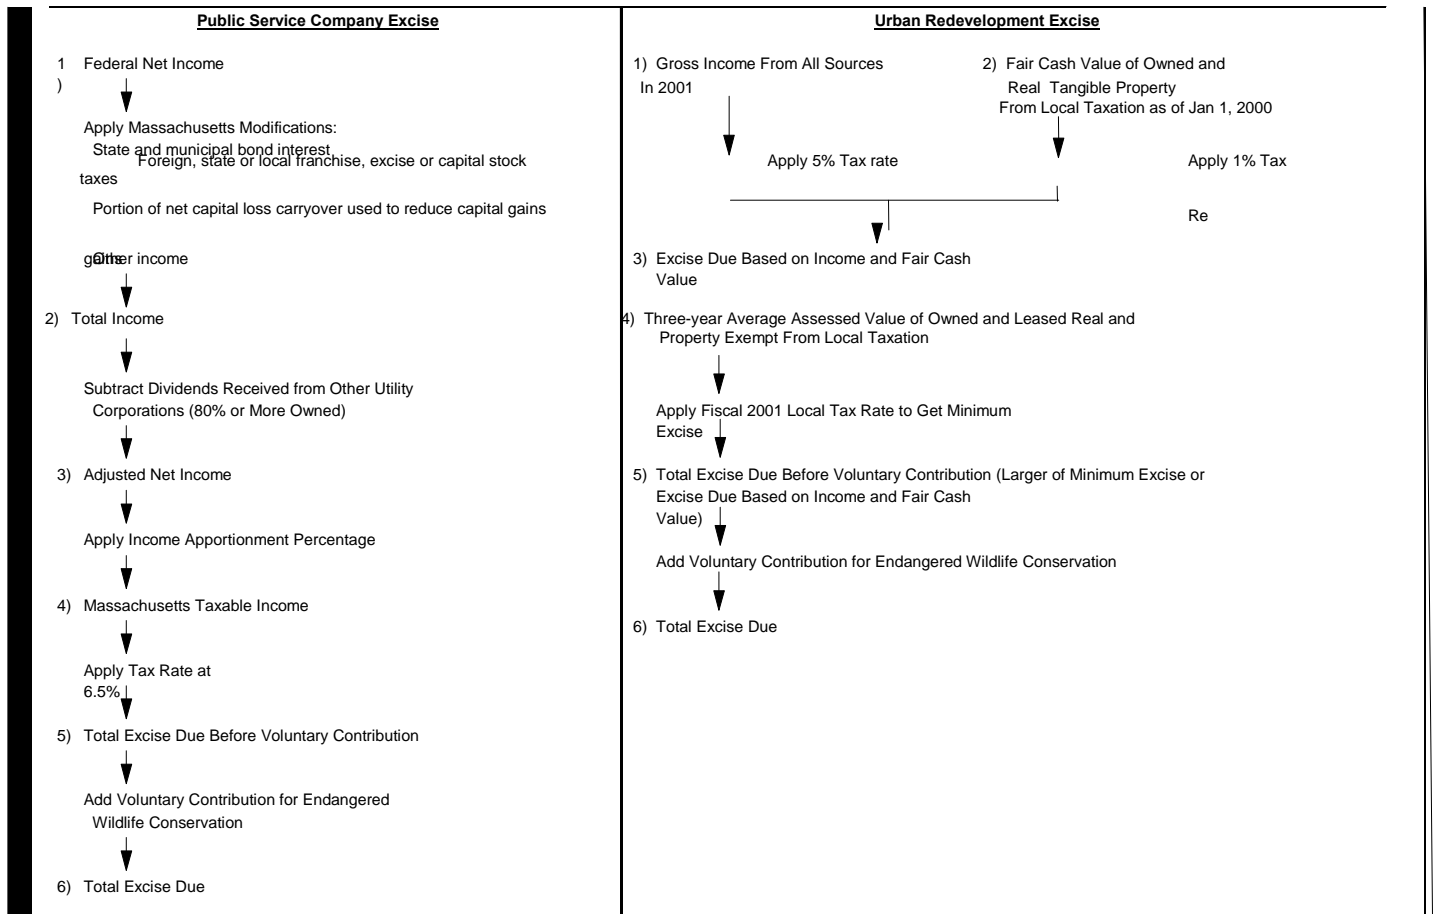 Public Service Company Excise
1 Federal Net Income
)
Apply Massachusetts Modifications:
State and municipal bond interest
Foreign, state or local franchise, excise or capital stock
taxes
Portion of net capital loss carryover used to reduce capital gains
gains
Other income
2) Total Income
Subtract Dividends Received from Other Utility
Corporations (80% or More Owned)
3) Adjusted Net Income
Apply Income Apportionment Percentage
4) Massachusetts Taxable Income
Apply Tax Rate at
6.5%
5) Total Excise Due Before Voluntary Contribution
Add Voluntary Contribution for Endangered
Wildlife Conservation
6) Total Excise Due
Urban Redevelopment Excise
1) Gross Income From All Sources
In 2001
2) Fair Cash Value of Owned and
Real Tangible Property
From Local Taxation as of Jan 1, 2000
Apply 5% Tax rate
Apply 1% Tax
Re
3) Excise Due Based on Income and Fair Cash
Value
4) Three-year Average Assessed Value of Owned and Leased Real and
Property Exempt From Local Taxation
Apply Fiscal 2001 Local Tax Rate to Get Minimum
Excise
5) Total Excise Due Before Voluntary Contribution (Larger of Minimum Excise or
Excise Due Based on Income and Fair Cash
Value)
Add Voluntary Contribution for Endangered Wildlife Conservation
6) Total Excise Due